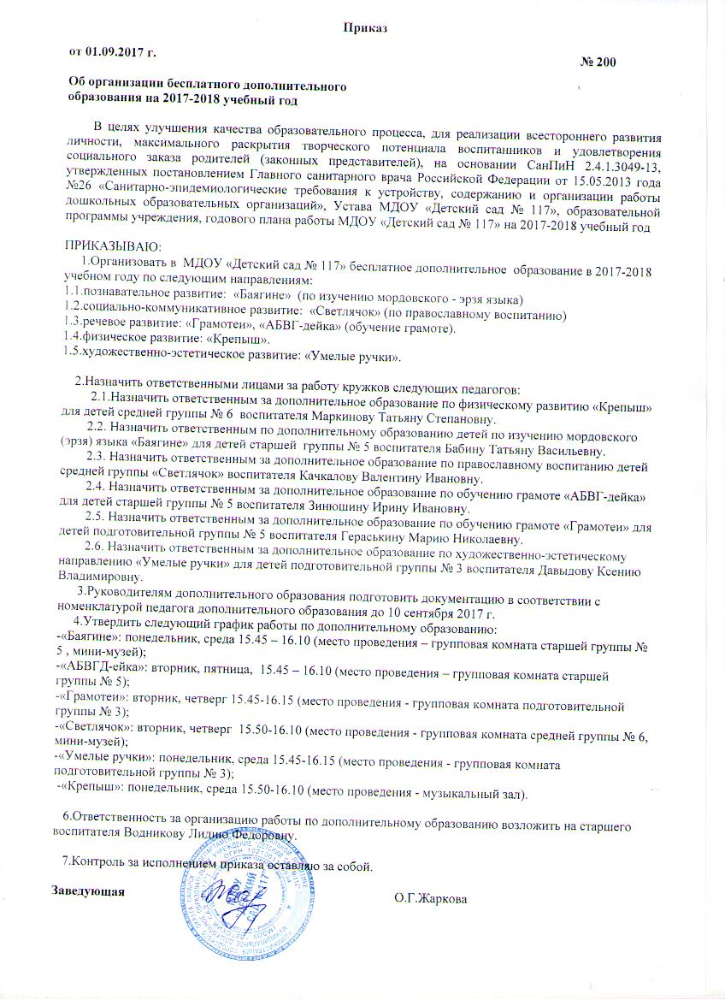 Приказ
от 01.09.2017 г.
№ 200
Об организации бесплатного дополнительного
образования на 2017-2018 учебный год
В целях улучшения качества образовательного процесса, для реализации всестороннего развития
личности, максимального раскрытия творческого потенциала воспитанников и удовлетворения
социального заказа родителей (законных представителей), на основании СанПиН 2.4.1.3049-13,
утвержденных постановлением Главного санитарного врача Российской Федерации от 15.05.2013 года
№26 «Санитарно-эпидемиологические требования к устройству, содержанию и организации работы
дошкольных образовательных организаций», Устава МДОУ «Детский сад № 117», образовательной
программы учреждения, годового плана работы МДОУ «Детский сад № 117» на 2017-2018 учебный год
ПРИКАЗЫВАЮ:
1.Организовать в МДОУ «Детский сад № 117» бесплатное дополнительное образование в 2017-2018
учебном году по следующим направлениям:
1.1.познавательное развитие: «Баягине» (по изучению мордовского - эрзя языка)
1.2.социально-коммуникативное развитие: «Светлячок» (по православному воспитанию)
1.3.речевое развитие: «Грамотеи», «АБВГ-дейка» (обучение грамоте).
1.4.физическое развитие: «Крепыш».
1.5.художественно-эстетическое развитие: «Умелые ручки».
2.Назначить ответственными лицами за работу кружков следующих педагогов:
2.1.Назначить ответственным за дополнительное образование по физическому развитию «Крепыш»
для детей средней группы № 6 воспитателя Маркинову Татьяну Степановну.
2.2. Назначить ответственным по дополнительному образованию детей по изучению мордовского
(эрзя) языка «Баягине» для детей старшей группы № 5 воспитателя Бабину Татьяну Васильевну.
2.3. Назначить ответственным за дополнительное образование по православному воспитанию детей
средней группы «Светлячок» воспитателя Качкалову Валентину Ивановну.
2.4. Назначить ответственным за дополнительное образование по обучению грамоте «АБВГ-дейка»
для детей старшей группы № 5 воспитателя Зинюшину Ирину Ивановну.
2.5. Назначить ответственным за дополнительное образование по обучению грамоте «Грамотеи» для
детей подготовительной группы № 5 воспитателя Гераськину Марию Николаевну.
2.6. Назначить ответственным за дополнительное образование по художественно-эстетическому
направлению «Умелые ручки» для детей подготовительной группы № 3 воспитателя Давыдову Ксению
Владимировну.
3.Руководителям дополнительного образования подготовить документацию в соответствии с
номенклатурой педагога дополнительного образования до 10 сентября 2017 г.
4.Утвердить следующий график работы по дополнительному образованию:
-«Баягине»: понедельник, среда 15.45 – 16.10 (место проведения – групповая комната старшей группы №
5 , мини-музей);
-«АБВГД-ейка»: вторник, пятница, 15.45 – 16.10 (место проведения – групповая комната старшей
группы № 5);
-«Грамотеи»: вторник, четверг 15.45-16.15 (место проведения - групповая комната подготовительной
группы № 3);
-«Светлячок»: вторник, четверг 15.50-16.10 (место проведения - групповая комната средней группы № 6,
мини-музей);
-«Умелые ручки»: понедельник, среда 15.45-16.15 (место проведения - групповая комната
подготовительной группы № 3);
-«Крепыш»: понедельник, среда 15.50-16.10 (место проведения - музыкальный зал).
6.Ответственность за организацию работы по дополнительному образованию возложить на старшего
воспитателя Водникову Лидию Федоровну.
7.Контроль за исполнением приказа оставляю за собой.
Заведующая
О.Г.Жаркова
МДОУ
"ДЕТСКИЙ
САД №117"